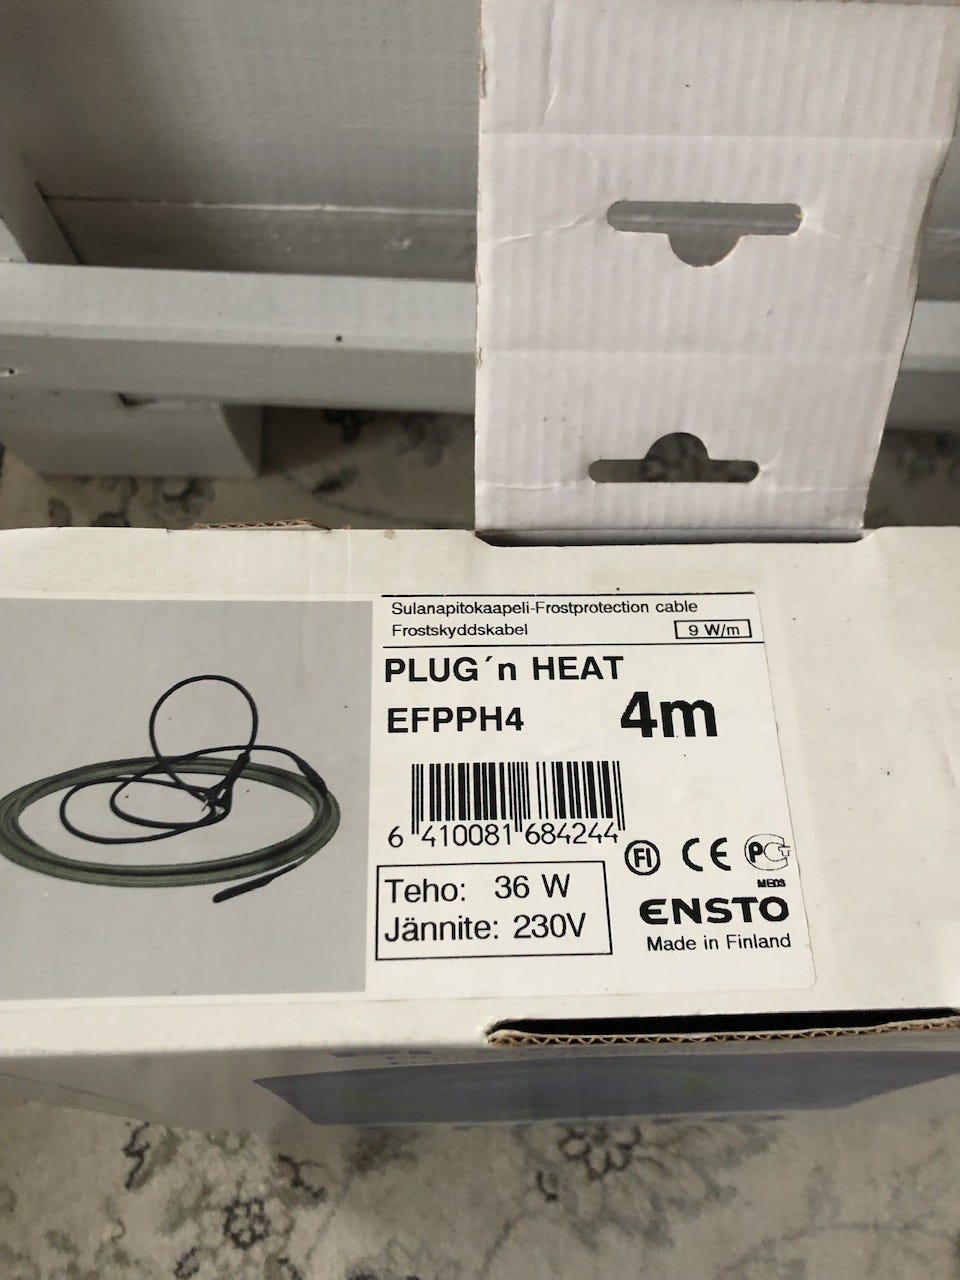 Sulanapitokaapeli-Frostprotection cable
Frostskyddskabel
9 W/m
PLUG´n HEAT
EFPPH4
4m
6 410081 684244
FI CE
ME03
Teho: 36 W
Jännite: 230V
ENSTO
Made in Finland